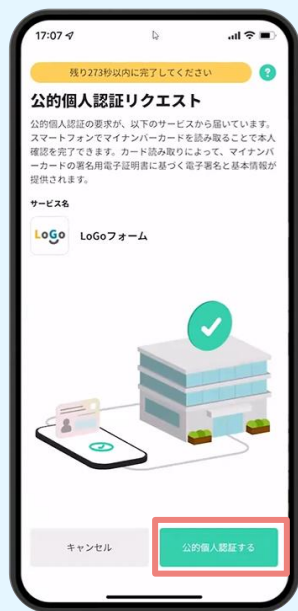 17:07
残り273秒以内に完了してください
?
公的個人認証リクエスト
公的個人認証の要求が、以下のサービスから届いています。
スマートフォンでマイナンバーカードを読み取ることで本人
確認を完了できます。カード読み取りによって、マイナンバ
ーカードの署名用電子証明書に基づく電子署名と基本情報が
提供されます。
サービス名
LoGo
LoGoフォーム
キャンセル
公的個人認証する